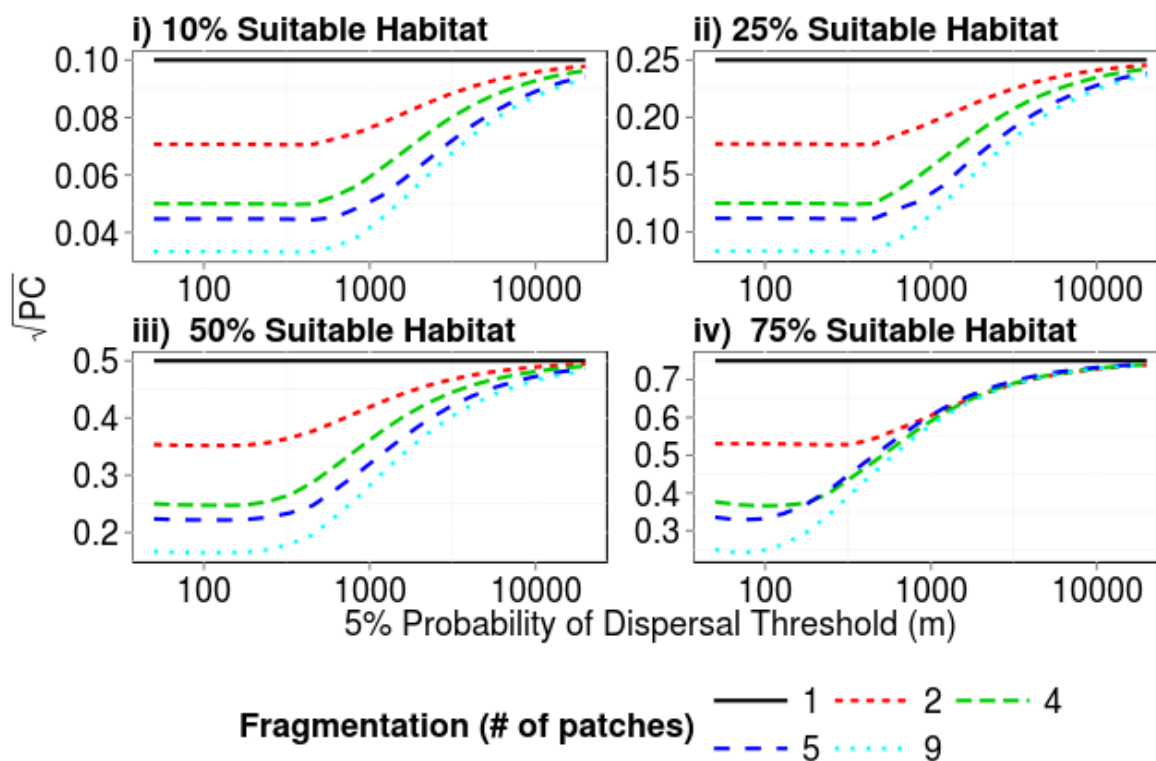 i) 10% Suitable Habitat
ii) 25% Suitable Habitat
0.10
0.08
0.06
0.04
0.25
0.20
0.15
0.10
100 1000 10000
100 1000 10000
√PC
iii) 50% Suitable Habitat
iv) 75% Suitable Habitat
0.5
0.4
0.3
0.2
0.7
0.6
0.5
0.4
0.3
100 1000 10000
100 1000 10000
5% Probability of Dispersal Threshold (m)
Fragmentation (# of patches)
1 2 4
5 9